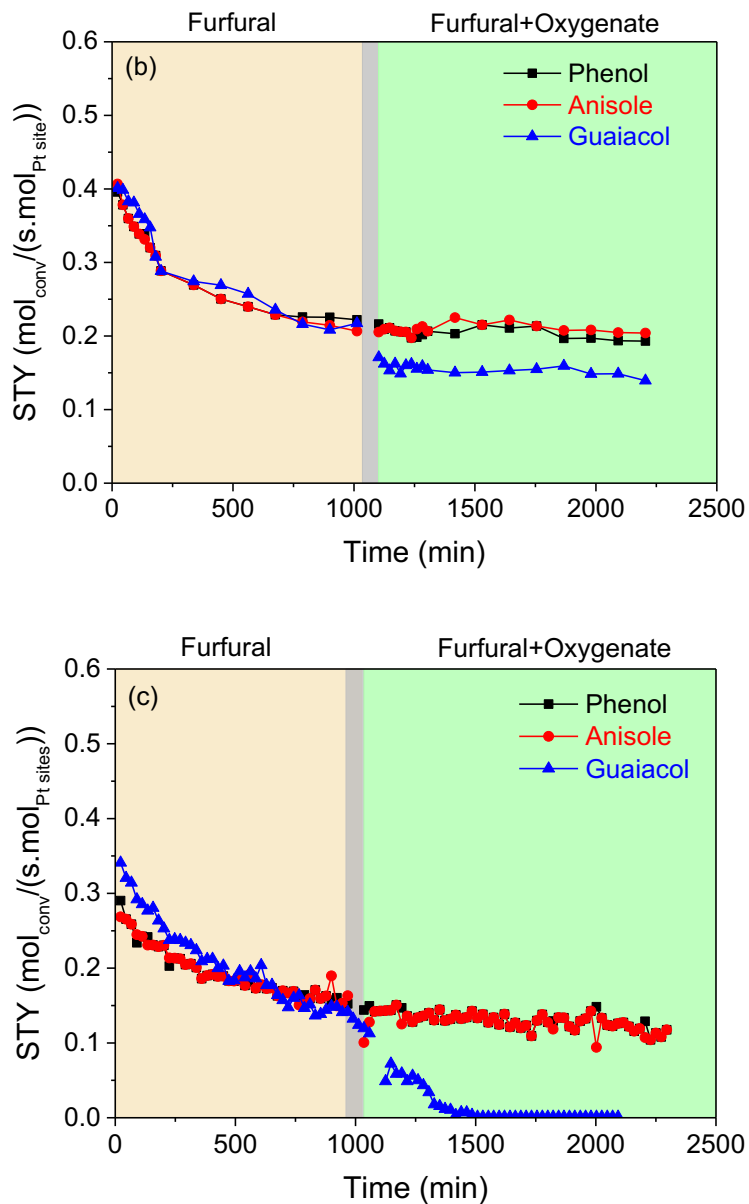 Furfural Furfural+Oxygenate
0.6
(b)
Phenol
0.5
Anisole
Guaiacol
0.4
0.3
0.2
0.1
0.0
STY (mol_conv/(s.mol_Pt site))
0 500 1000 1500 2000 2500
Time (min)
Furfural Furfural+Oxygenate
0.6
(c)
Phenol
0.5
Anisole
Guaiacol
0.4
0.3
0.2
0.1
0.0
STY (mol_conv/(s.mol_Pt sites))
0 500 1000 1500 2000 2500
Time (min)